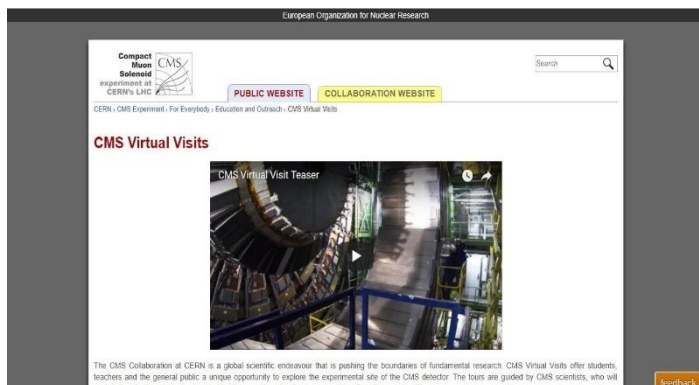 European Organization for Nuclear Research
Compact
Muon
Solenoid
experiment at
CERN's LHC
CMS
Search
PUBLIC WEBSITE
COLLABORATION WEBSITE
CERN › CMS Experiment › For Everybody › Education and Outreach › CMS Virtual Visits
CMS Virtual Visits
CMS Virtual Visit Teaser
The CMS Collaboration at CERN is a global scientific endeavour that is pushing the boundaries of fundamental research. CMS Virtual Visits offer students,
teachers and the general public a unique opportunity to explore the experimental site of the CMS detector. The tours are guided by CMS scientists, who will
feedback